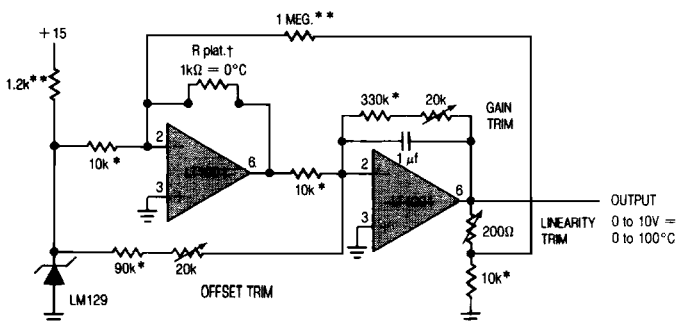 1 MEG.**
+15
R plat.†
1kΩ = 0°C
1.2k**
330k*
20k
GAIN
TRIM
1 µf
10k*
2
3
6
10k*
2
3
6
OUTPUT
0 to 10V =
0 to 100°C
LINEARITY
TRIM
200Ω
90k*
20k
OFFSET TRIM
10k*
LM129